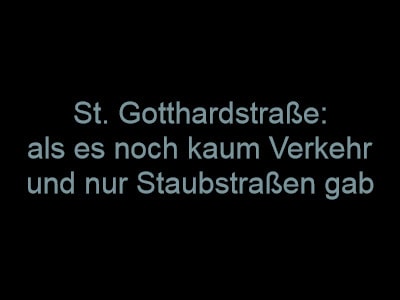 St. Gotthardstraße:
als es noch kaum Verkehr
und nur Staubstraßen gab